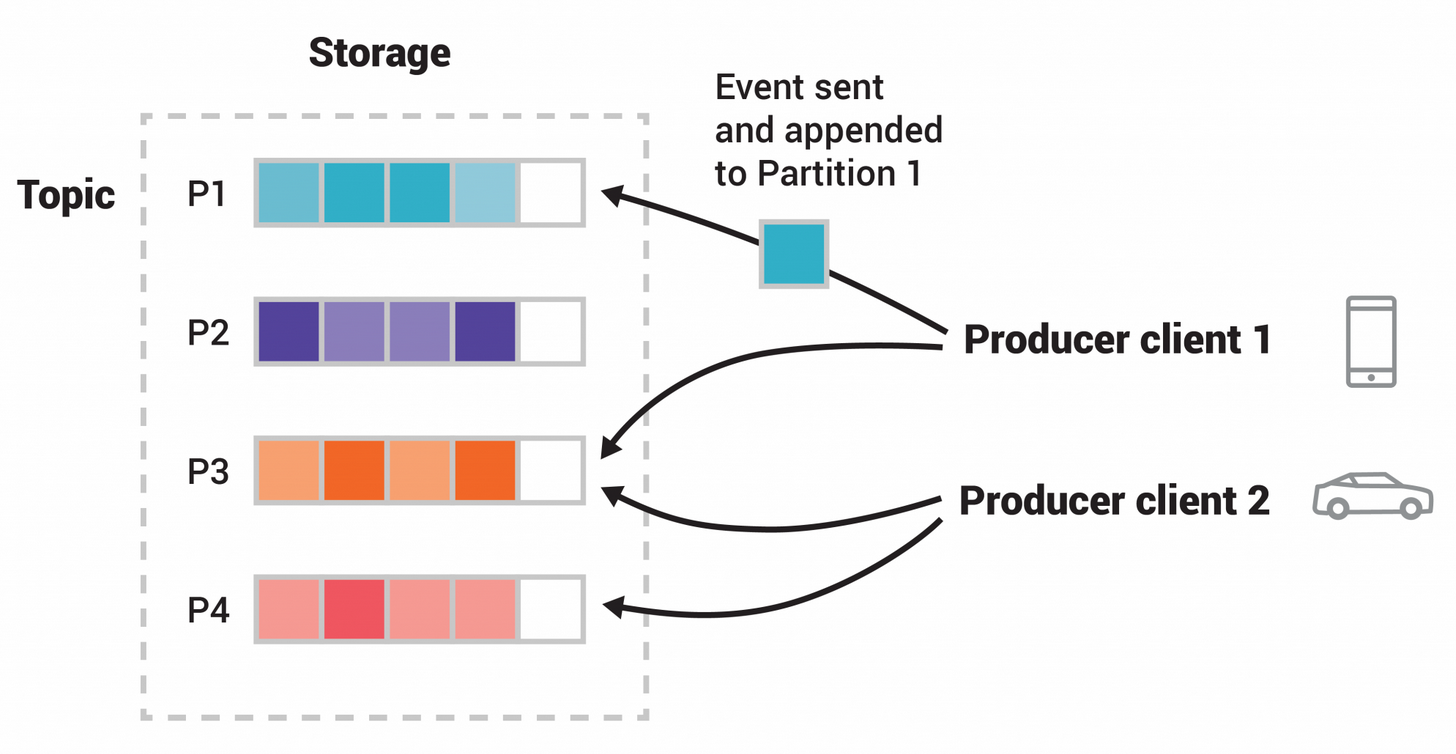 Storage
Event sent
and appended
to Partition 1
Topic
P1
P2
Producer client 1
P3
Producer client 2
P4